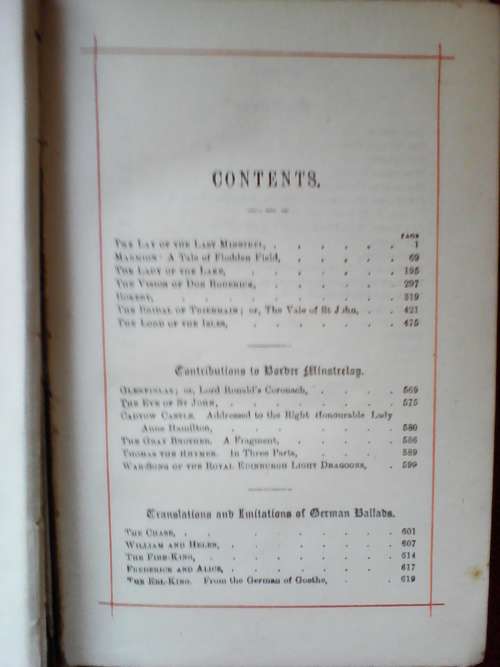 CONTENTS.
PAGE
THE LAY OF THE LAST MINSTREL, . . . . . . 1
MARMION: A Tale of Flodden Field, . . . . . 69
THE LADY OF THE LAKE, . . . . . . 195
THE VISION OF DON RODERICK, . . . . . . 297
ROKEBY, . . . . . . . . 319
THE BRIDAL OF TRIERMAIN; or, The Vale of St John, . . 421
THE LORD OF THE ISLES, . . . . . . 475
Contributions to Border Minstrelsy.
GLENFINLAS; or, Lord Ronald's Coronach, . . . . 569
THE EVE OF ST JOHN, . . . . . . . 575
CADYOW CASTLE. Addressed to the Right Honourable Lady
Anne Hamilton, . . . . . . . 580
THE GRAY BROTHER. A Fragment, . . . . . 586
THOMAS THE RHYMER. In Three Parts, . . . . 589
WAR-SONG OF THE ROYAL EDINBURGH LIGHT DRAGOONS, . 599
Translations and Imitations of German Ballads.
THE CHASE, . . . . . . . . 601
WILLIAM AND HELEN, . . . . . . . 607
THE FIRE-KING, . . . . . . . 614
FREDERICK AND ALICE, . . . . . . . 617
THE ERL-KING. From the German of Goethe, . . . 619